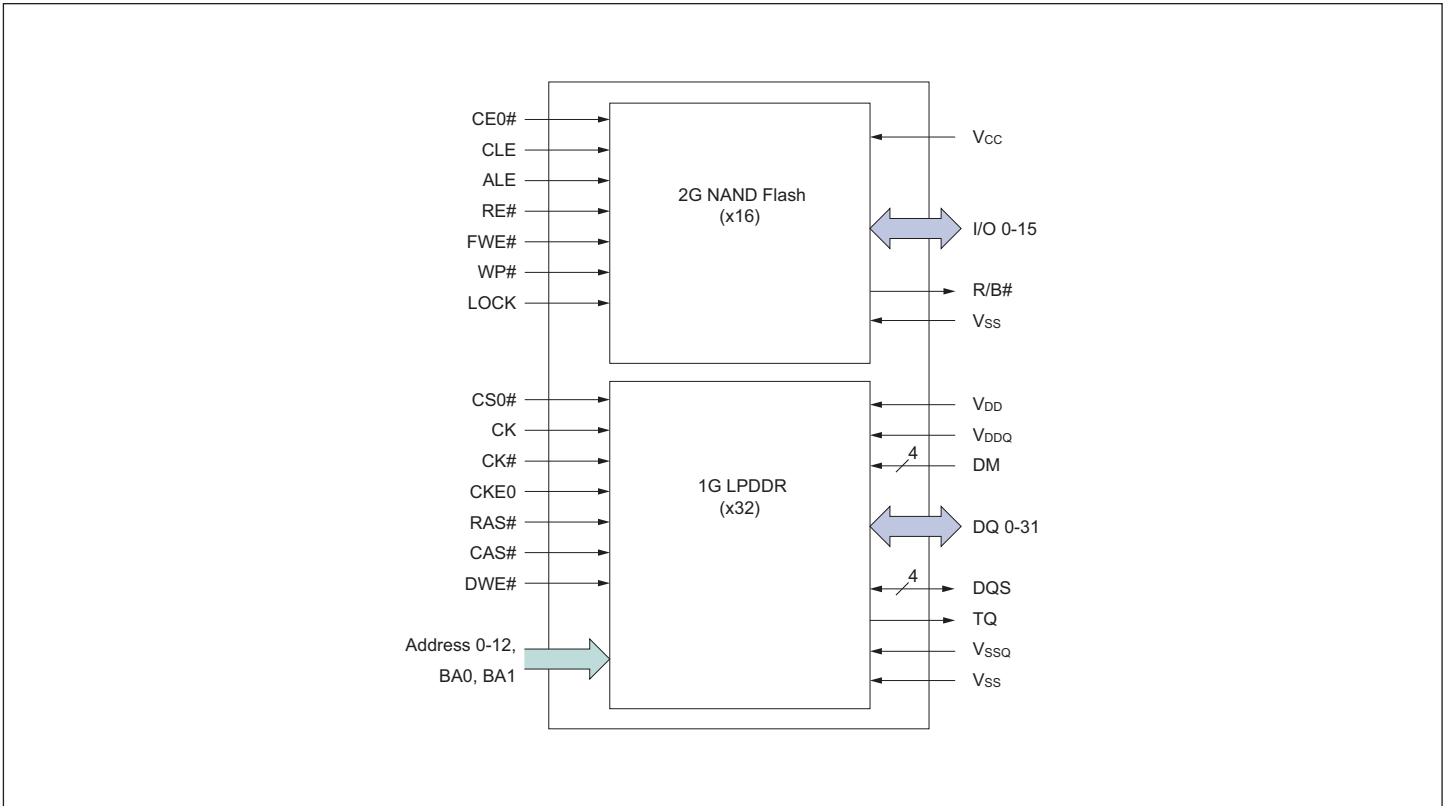 CE0#
CLE
ALE
RE#
FWE#
WP#
LOCK
2G NAND Flash
(x16)
VCC
I/O 0-15
R/B#
VSS
CS0#
CK
CK#
CKE0
RAS#
CAS#
DWE#
Address 0-12,
BA0, BA1
1G LPDDR
(x32)
VDD
VDDQ
4
DM
DQ 0-31
4
DQS
TQ
VSSQ
VSS